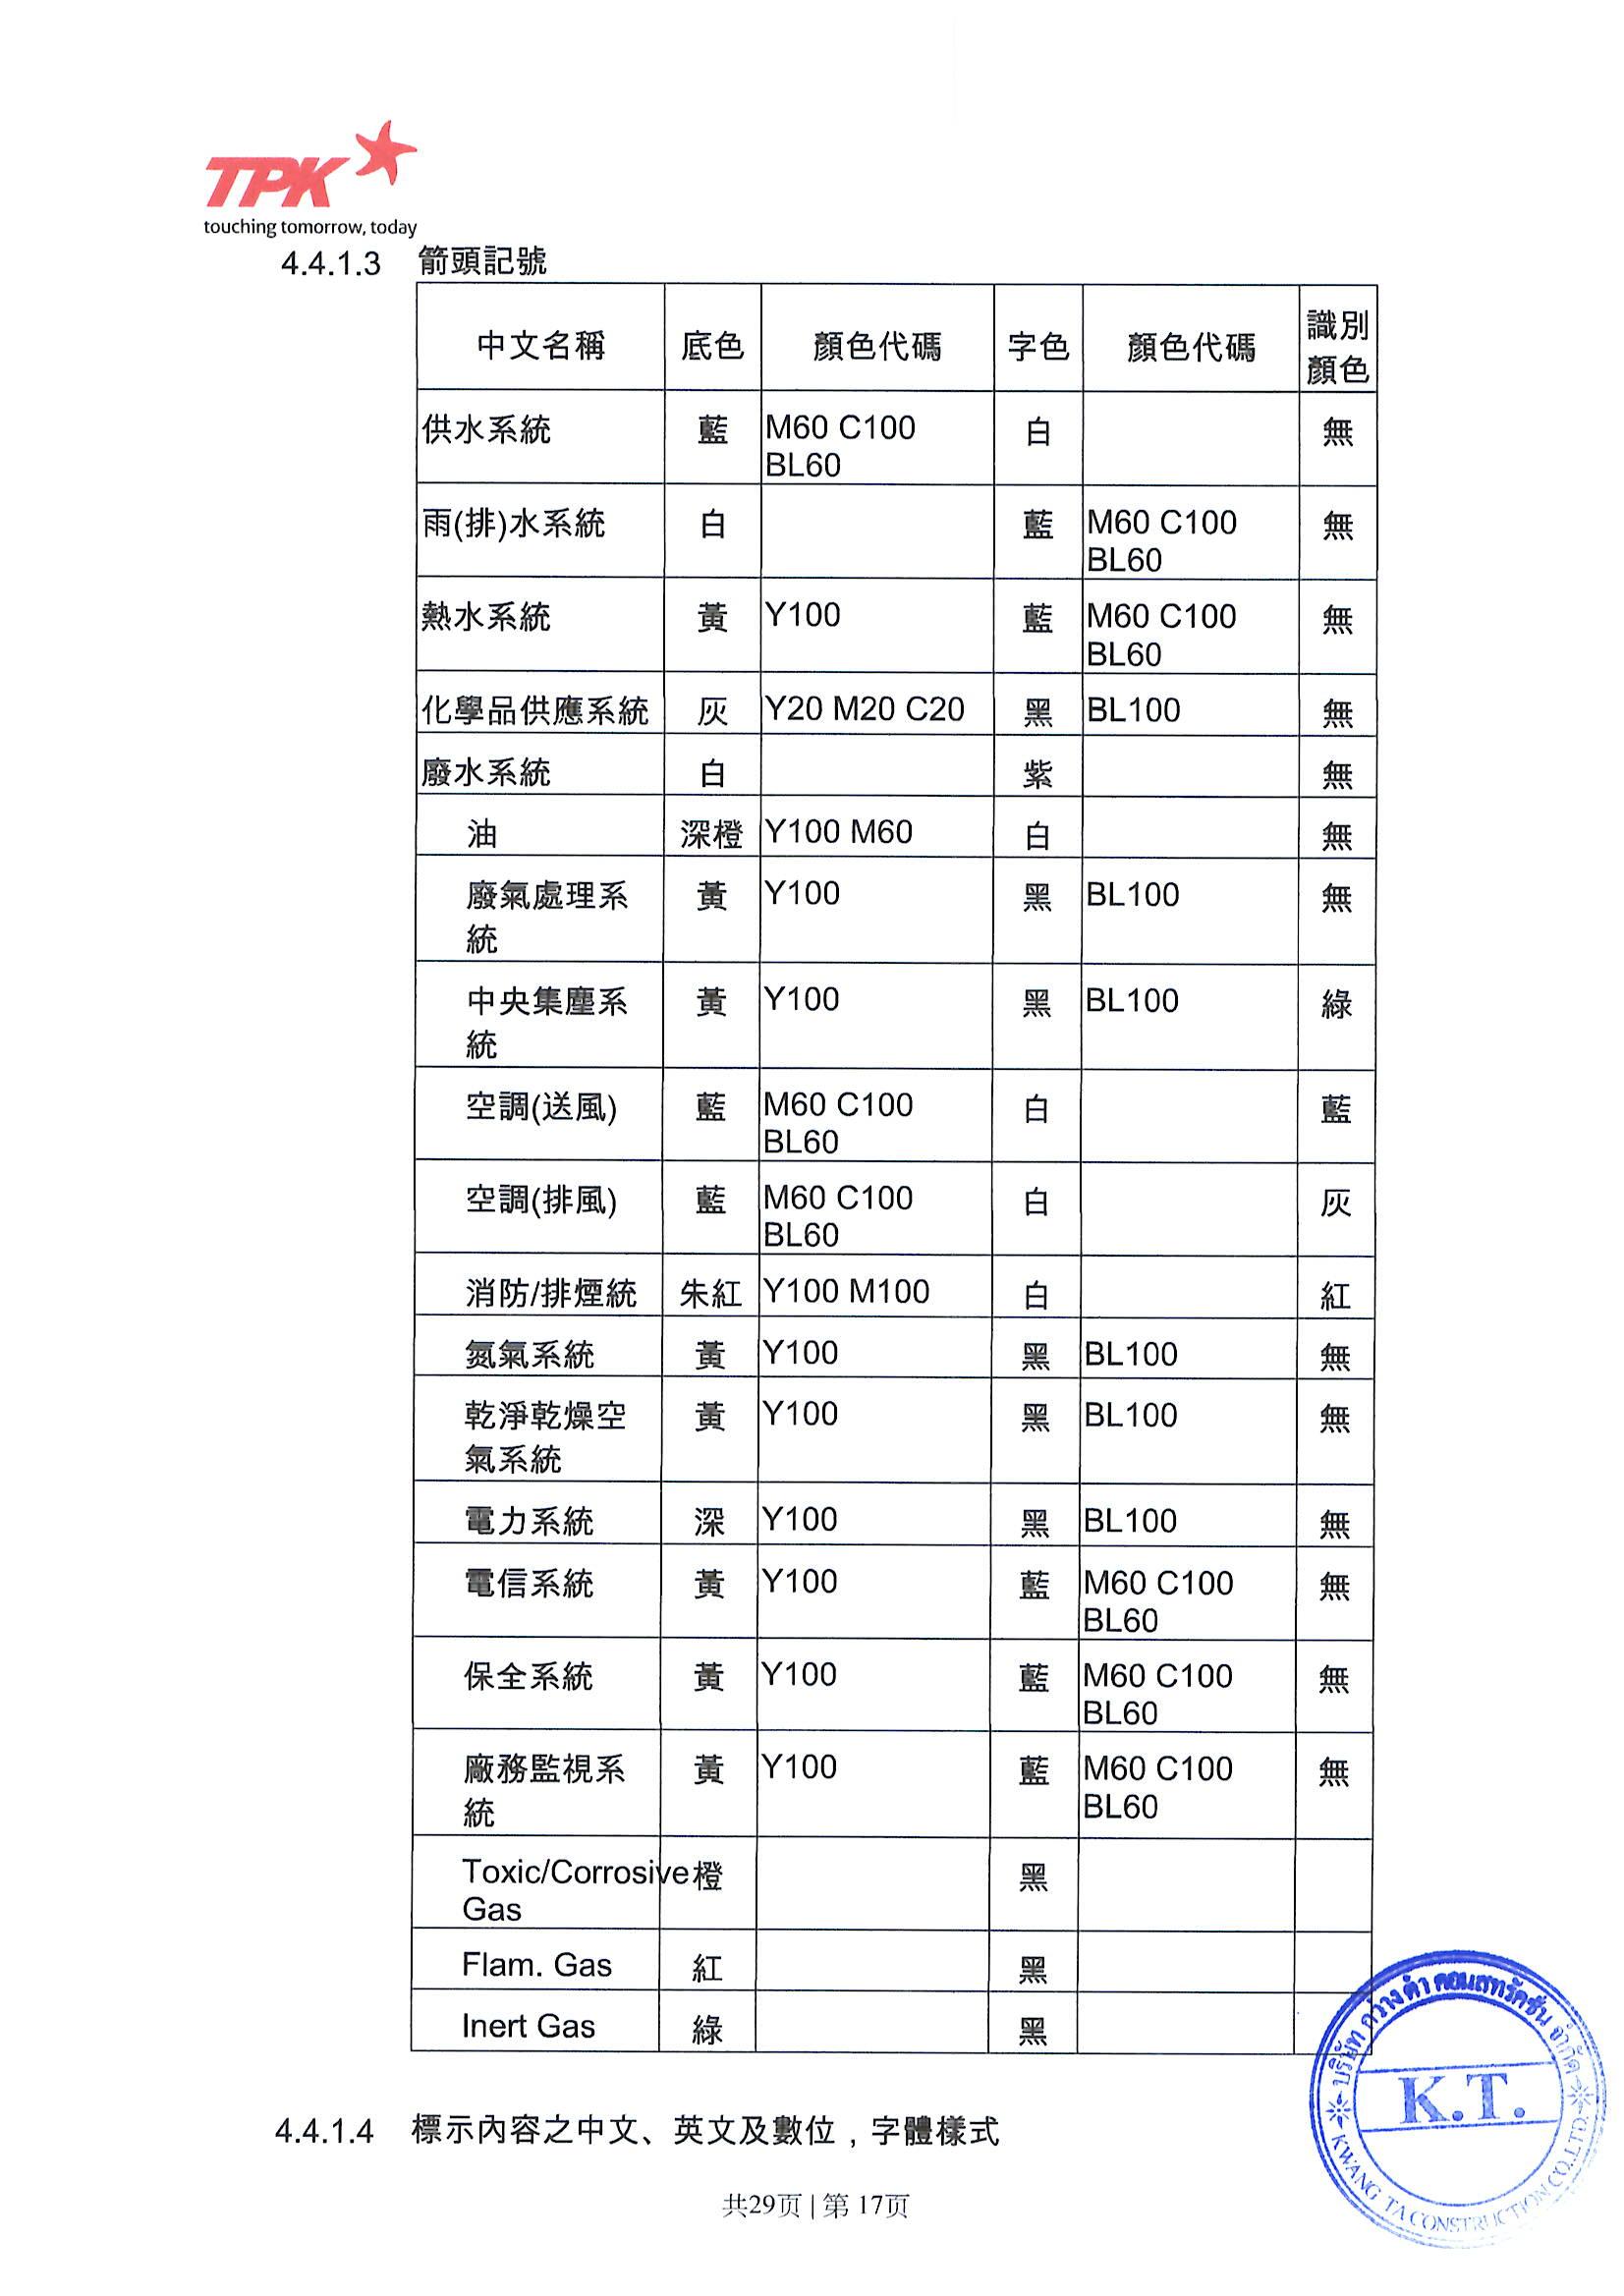 TPK
touching tomorrow, today
4.4.1.3 箭頭記號
中文名稱 底色 顏色代碼 字色 顏色代碼 識別顏色
供水系統 藍 M60 C100 BL60 白 無
雨(排)水系統 白 藍 M60 C100 BL60 無
熱水系統 黃 Y100 藍 M60 C100 BL60 無
化學品供應系統 灰 Y20 M20 C20 黑 BL100 無
廢水系統 白 紫 無
油 深橙 Y100 M60 白 無
廢氣處理系統 黃 Y100 黑 BL100 無
中央集塵系統 黃 Y100 黑 BL100 綠
空調(送風) 藍 M60 C100 BL60 白 藍
空調(排風) 藍 M60 C100 BL60 白 灰
消防/排煙統 朱紅 Y100 M100 白 紅
氮氣系統 黃 Y100 黑 BL100 無
乾淨乾燥空氣系統 黃 Y100 黑 BL100 無
電力系統 深 Y100 黑 BL100 無
電信系統 黃 Y100 藍 M60 C100 BL60 無
保全系統 黃 Y100 藍 M60 C100 BL60 無
廠務監視系統 黃 Y100 藍 M60 C100 BL60 無
Toxic/Corrosive Gas 橙 黑
Flam. Gas 紅 黑
Inert Gas 綠 黑
4.4.1.4 標示內容之中文、英文及數位，字體樣式
共29页 | 第 17页
บริษัท กวางต้า คอนสทรัคชั่น จำกัด
K.T.
KWANG TA CONSTRUCTION CO.,LTD.